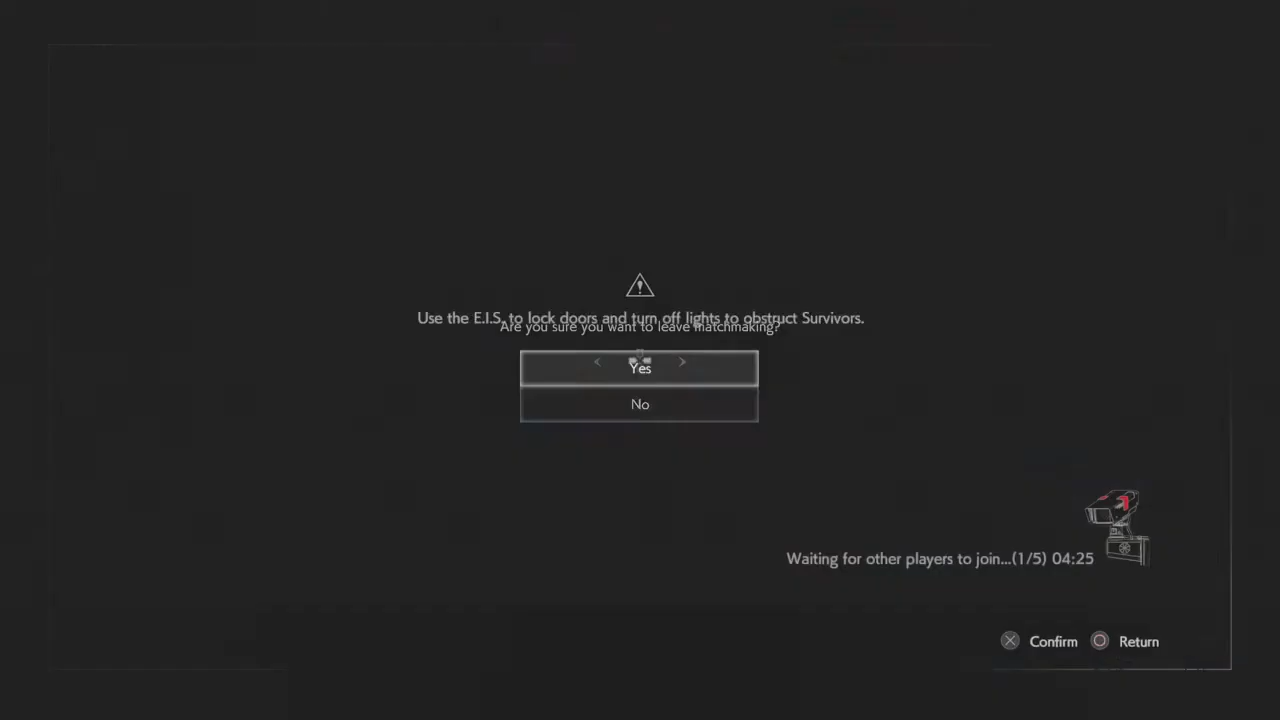 Use the E.I.S. to lock doors and turn off lights to obstruct Survivors.
Are you sure you want to leave matchmaking?
Yes
No
Waiting for other players to join...(1/5) 04:25
Confirm Return